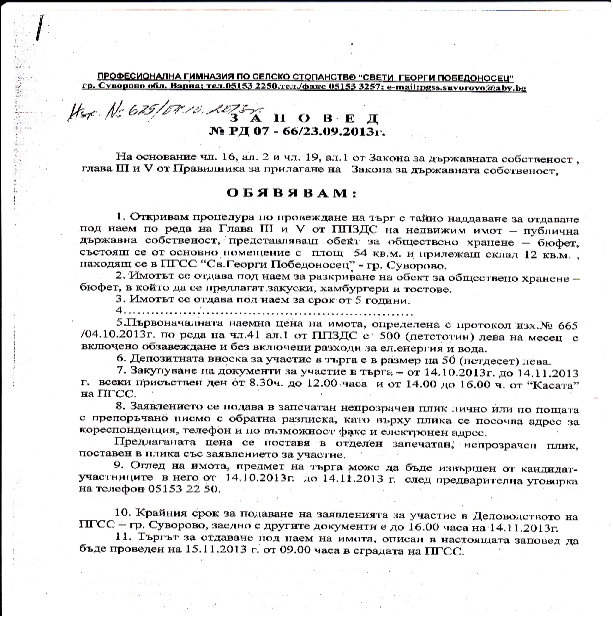 ПРОФЕСИОНАЛНА ГИМНАЗИЯ ПО СЕЛСКО СТОПАНСТВО "СВЕТИ ГЕОРГИ ПОБЕДОНОСЕЦ"
гр. Суворово обл. Варна; тел.05153 2250.тел./факс 05153 3257; e-mail:pgss.suvorovo@abv.bg
Изх. № 625/04.10.2013г.
З А П О В Е Д
№ РД 07 - 66/23.09.2013г.
На основание чл. 16, ал. 2 и чл. 19, ал.1 от Закона за държавната собственост ,
глава III и V от Правилника за прилагане на Закона за държавната собственост,
О Б Я В Я В А М :
1. Откривам процедура по провеждане на търг с тайно наддаване за отдаване
под наем по реда на Глава III и V от ППЗДС на недвижим имот – публична
държавна собственост, представляващ обект за обществено хранене – бюфет,
състоящ се от основно помещение с площ 54 кв.м. и прилежащ склад 12 кв.м. ,
находящ се в ПГСС "Св.Георги Победоносец" - гр. Суворово.
2. Имотът се отдава под наем за разкриване на обект за обществено хранене –
бюфет, в който да се предлагат закуски, хамбургери и тостове.
3. Имотът се отдава под наем за срок от 5 години.
4...............................................................
5.Първоначалната наемна цена на имота, определена с протокол изх.№ 665
/04.10.2013г. по реда на чл.41 ал.1 от ППЗДС е 500 (петстотин) лева на месец с
включено обзавеждане и без включени разходи за ел.енергия и вода.
6. Депозитната вноска за участие в търга е в размер на 50 (петдесет) лева.
7. Закупуване на документи за участие в търга – от 14.10.2013г. до 14.11.2013
г. всеки присъствен ден от 8.30ч. до 12.00 часа и от 14.00 до 16.00 ч. от "Касата"
на ПГСС.
8. Заявлението се подава в запечатан непрозрачен плик лично или по пощата
с препоръчано писмо с обратна разписка, като върху плика се посочва адрес за
кореспонденция, телефон и по възможност факс и електронен адрес.
Предлаганата цена се поставя в отделен запечатан, непрозрачен плик,
поставен в плика със заявлението за участие.
9. Оглед на имота, предмет на търга може да бъде извършен от кандидат-
участниците в него от 14.10.2013г. до 14.11.2013 г. след предварителна уговорка
на телефон 05153 22 50.
10. Крайния срок за подаване на заявленията за участие в Деловодството на
ПГСС – гр. Суворово, заедно с другите документи е до 16.00 часа на 14.11.2013г.
11. Търгът за отдаване под наем на имота, описан в настоящата заповед да
бъде проведен на 15.11.2013 г. от 09.00 часа в сградата на ПГСС.